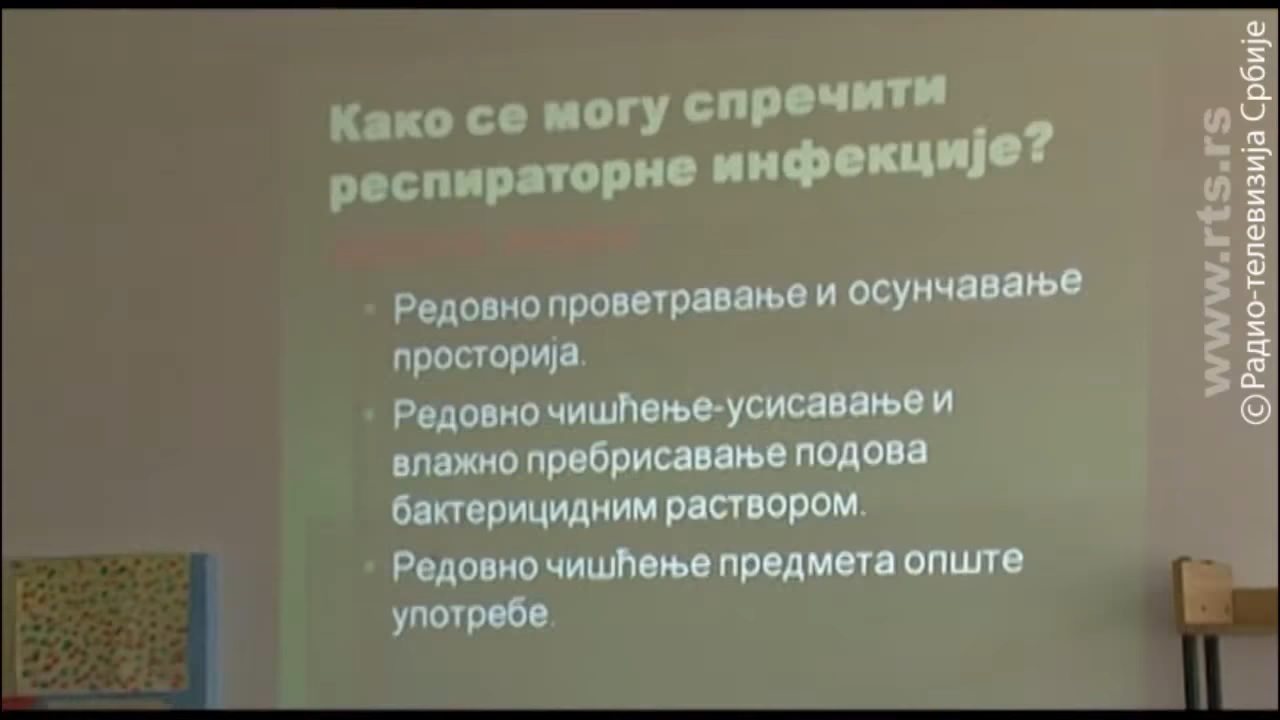 Како се могу спречити
респираторне инфекције?
Редовно проветравање и осунчавање
просторија.
Редовно чишћење-усисавање и
влажно пребрисавање подова
бактерицидним раствором.
Редовно чишћење предмета опште
употребе.
www.rts.rs
© Радио-телевизија Србије